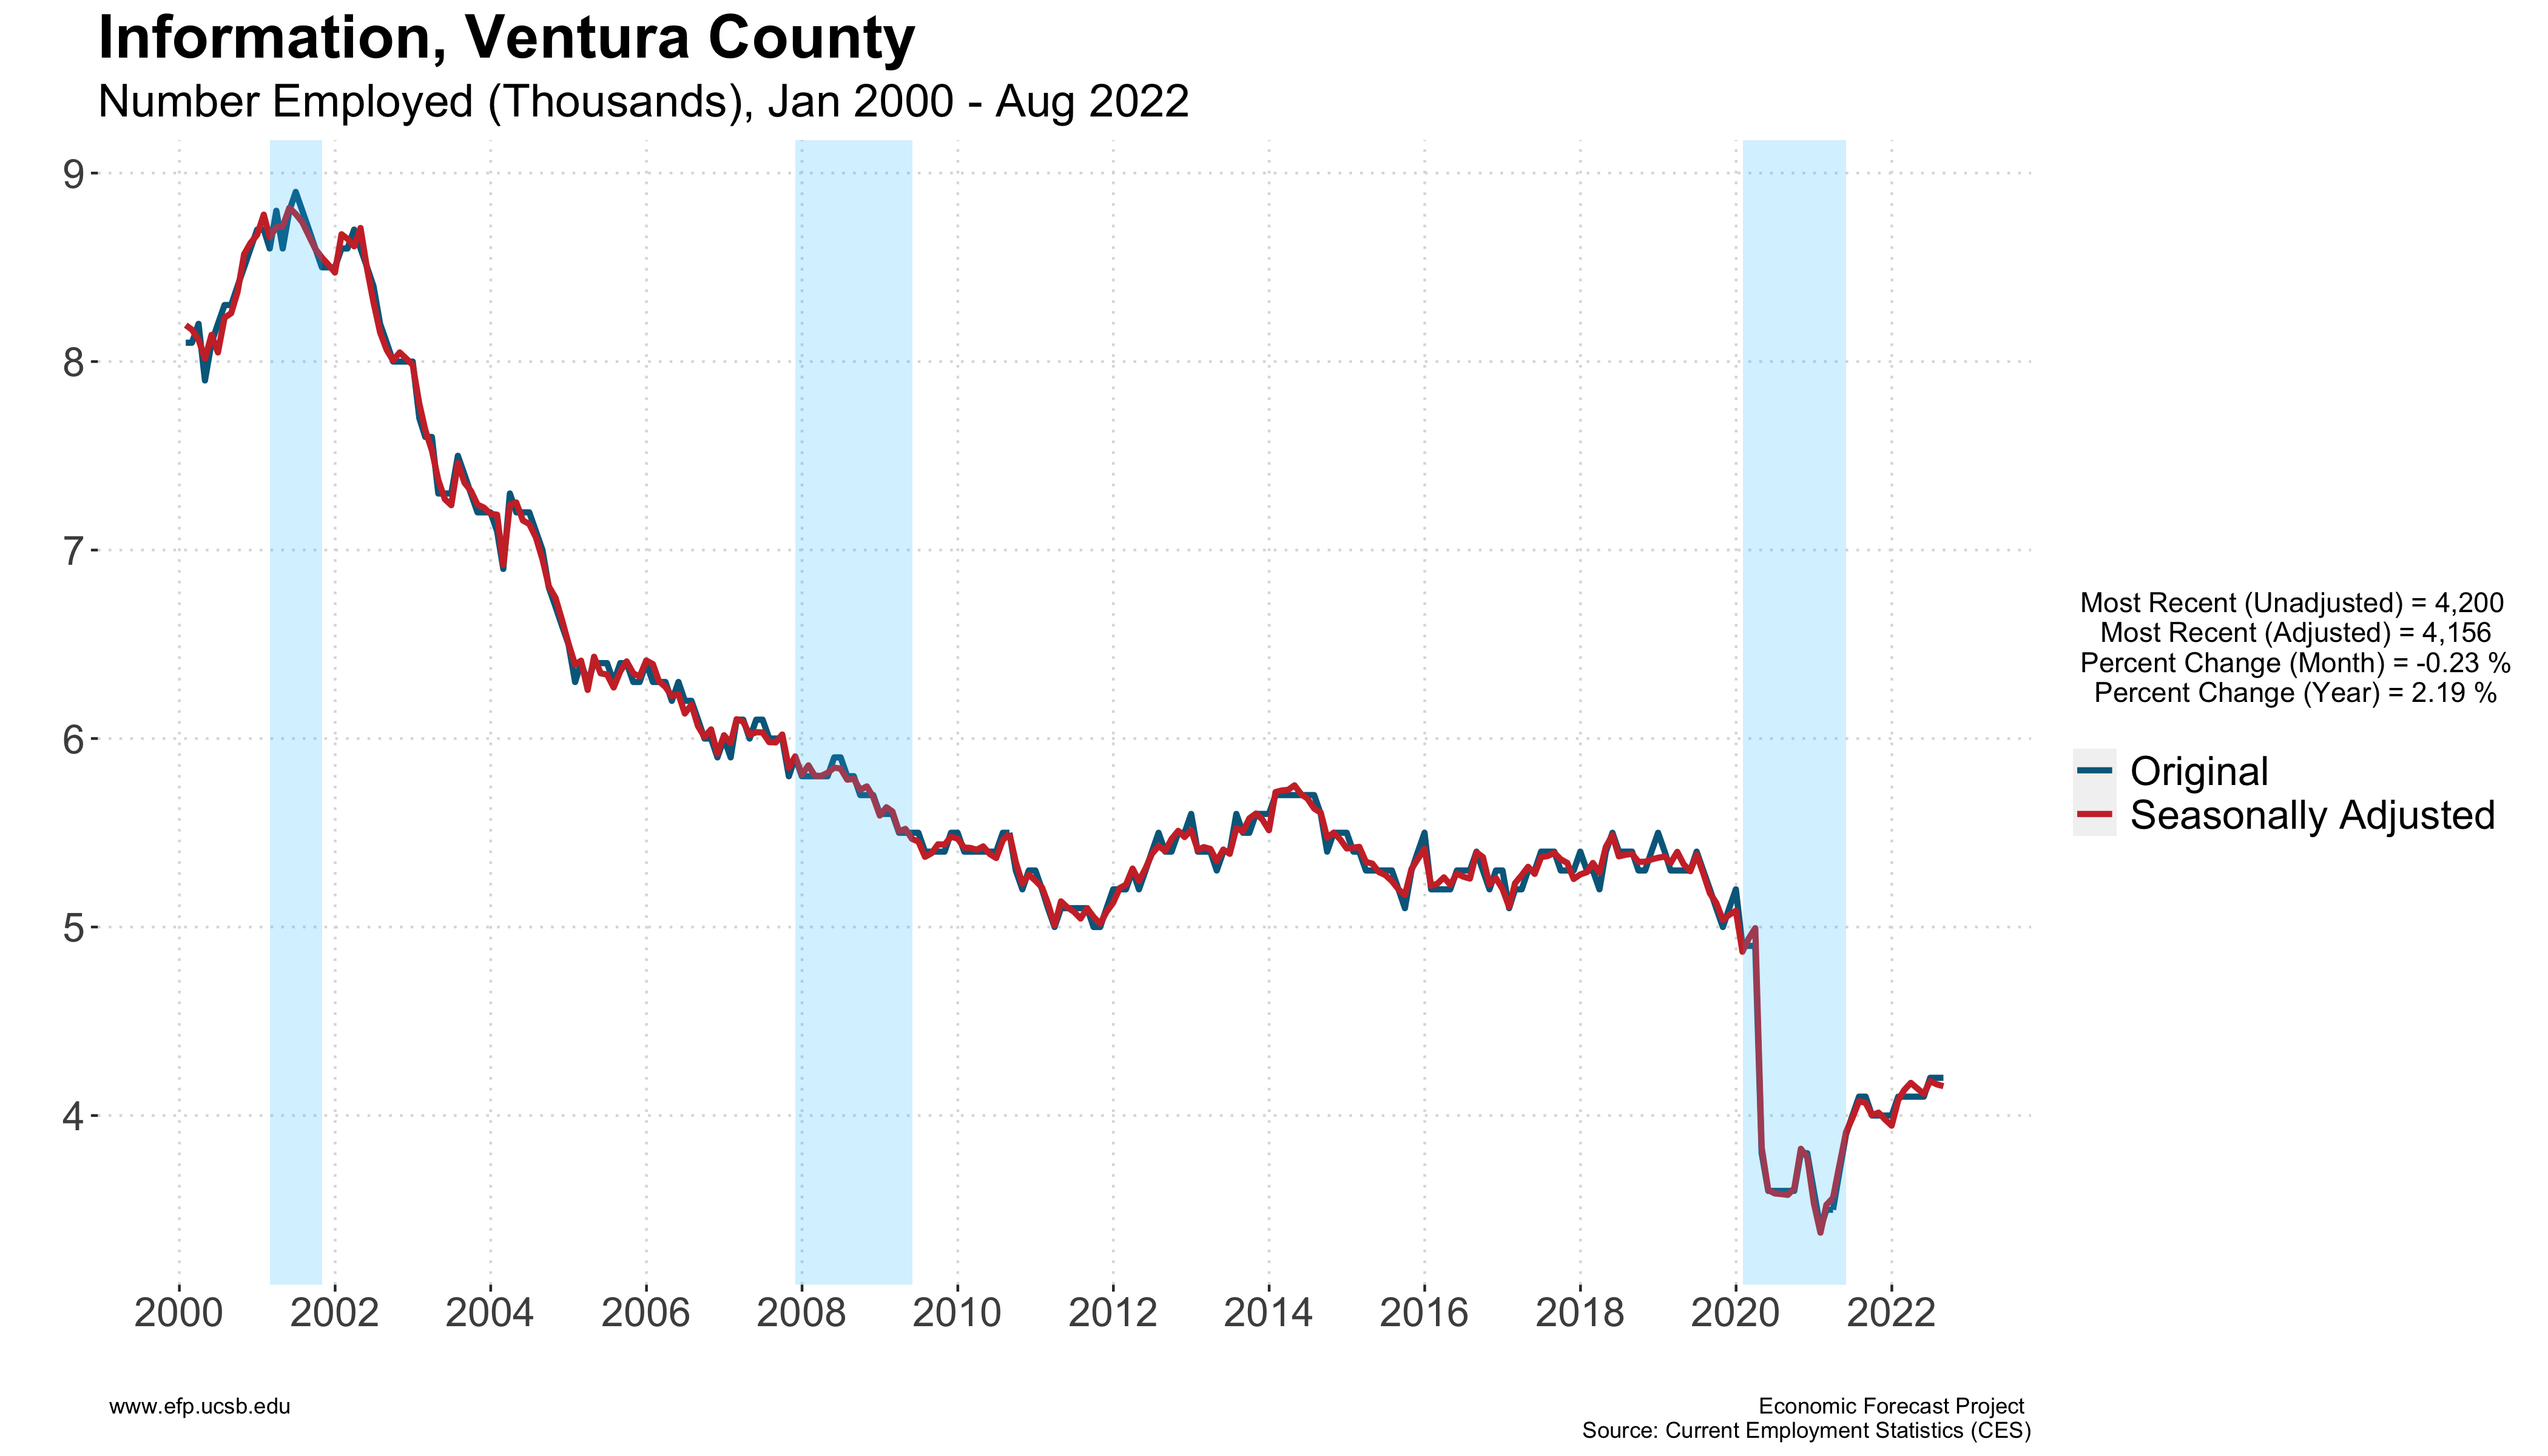 Information, Ventura County
Number Employed (Thousands), Jan 2000 - Aug 2022
9
8
7
6
5
4
2000 2002 2004 2006 2008 2010 2012 2014 2016 2018 2020 2022
Most Recent (Unadjusted) = 4,200
Most Recent (Adjusted) = 4,156
Percent Change (Month) = -0.23 %
Percent Change (Year) = 2.19 %
Original
Seasonally Adjusted
www.efp.ucsb.edu
Economic Forecast Project
Source: Current Employment Statistics (CES)